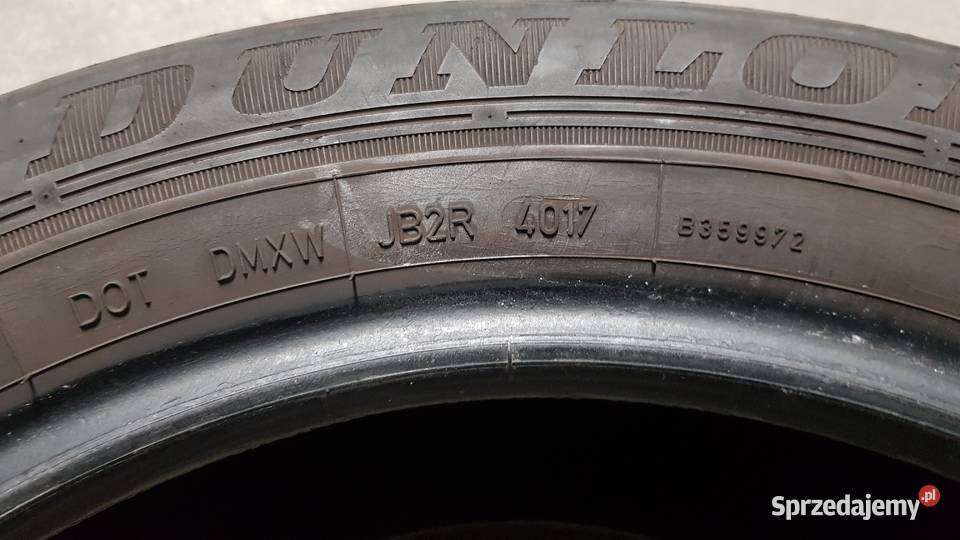 DUNLO
DOT DMXW JB2R 4017 B359972
Sprzedajemy.pl